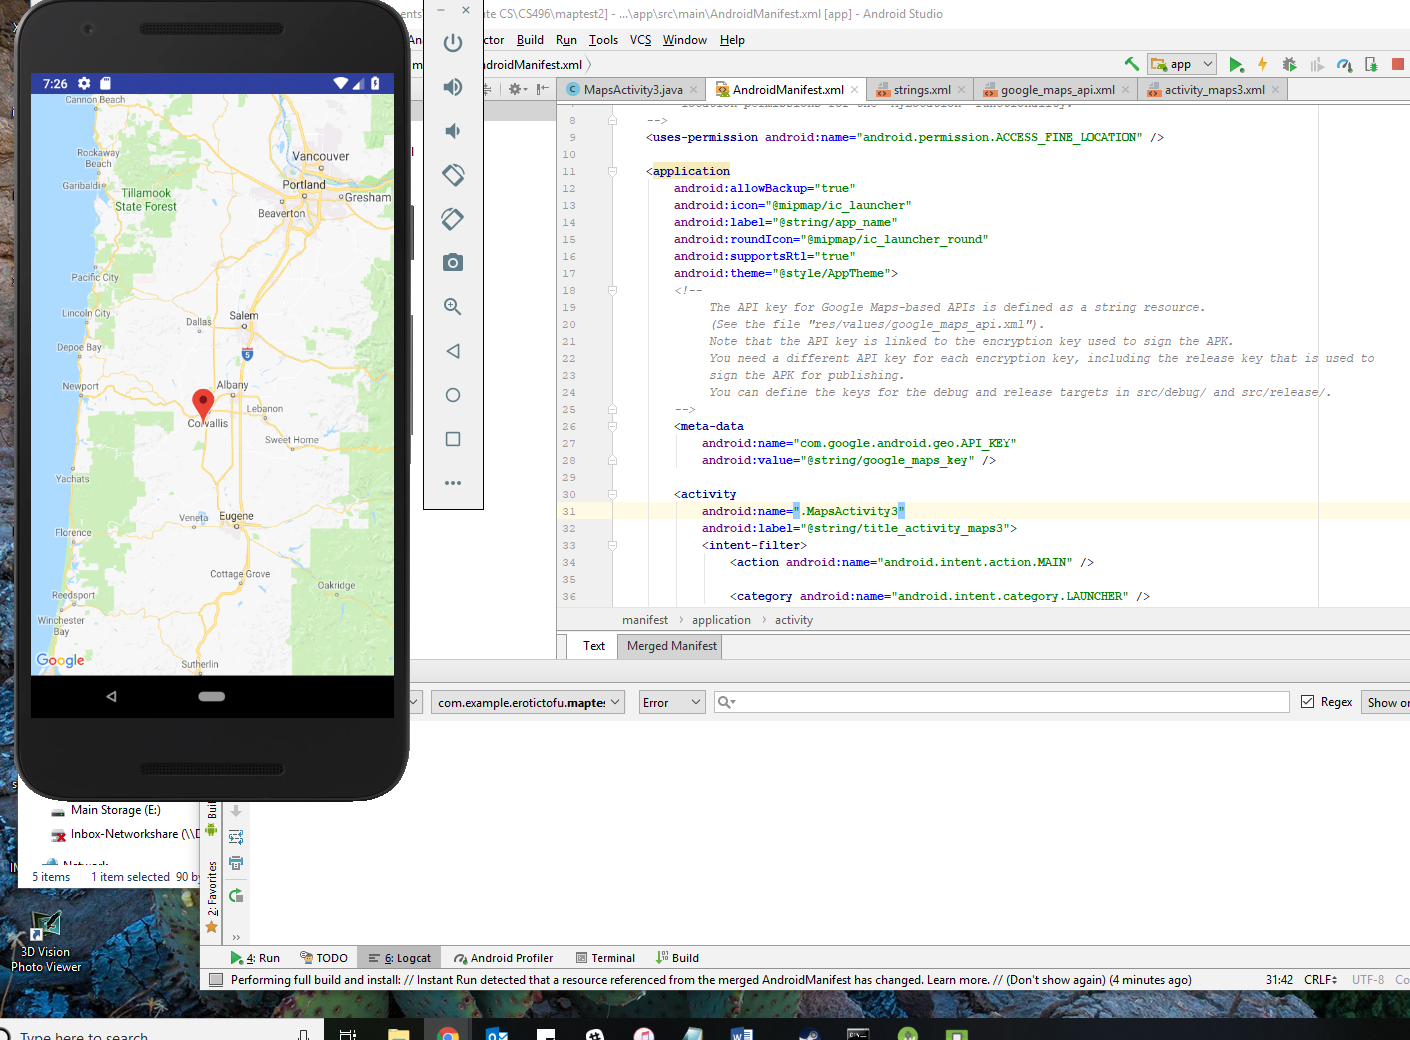 ents\
ute CS\CS496\maptest2] - ...\app\src\main\AndroidManifest.xml [app] - Android Studio
An
ctor Build Run Tools VCS Window Help
m
droidManifest.xml
app
MapsActivity3.java
AndroidManifest.xml
strings.xml
google_maps_api.xml
activity_maps3.xml
location permissions for the 'MyLocation' functionality.
8 -->
9 <uses-permission android:name="android.permission.ACCESS_FINE_LOCATION" />
10
11 <application
12 android:allowBackup="true"
13 android:icon="@mipmap/ic_launcher"
14 android:label="@string/app_name"
15 android:roundIcon="@mipmap/ic_launcher_round"
16 android:supportsRtl="true"
17 android:theme="@style/AppTheme">
18 <!--
19 The API key for Google Maps-based APIs is defined as a string resource.
20 (See the file "res/values/google_maps_api.xml").
21 Note that the API key is linked to the encryption key used to sign the APK.
22 You need a different API key for each encryption key, including the release key that is used to
23 sign the APK for publishing.
24 You can define the keys for the debug and release targets in src/debug/ and src/release/.
25 -->
26 <meta-data
27 android:name="com.google.android.geo.API_KEY"
28 android:value="@string/google_maps_key" />
29
30 <activity
31 android:name=".MapsActivity3"
32 android:label="@string/title_activity_maps3">
33 <intent-filter>
34 <action android:name="android.intent.action.MAIN" />
35
36 <category android:name="android.intent.category.LAUNCHER" />
manifest › application › activity
Text
Merged Manifest
com.example.erotictofu.maptes
Error
Regex
Show on
7:26
Cannon Beach
Rockaway
Beach
Garibaldi
Tillamook
State Forest
Vancouver
Portland
Gresham
Beaverton
Pacific City
Lincoln City
Dallas
Salem
5
Depoe Bay
Newport
Albany
Lebanon
Corvallis
Sweet Home
Yachats
Florence
Veneta
Eugene
Cottage Grove
Oakridge
Reedsport
Winchester
Bay
Google
Sutherlin
Main Storage (E:)
Inbox-Networkshare (\\D
Network
5 items 1 item selected 90 by
Buil
2: Favorites
3D Vision
Photo Viewer
4: Run
TODO
6: Logcat
Android Profiler
Terminal
Build
Performing full build and install: // Instant Run detected that a resource referenced from the merged AndroidManifest has changed. Learn more. // (Don't show again) (4 minutes ago)
31:42 CRLF UTF-8 Co
Type here to search